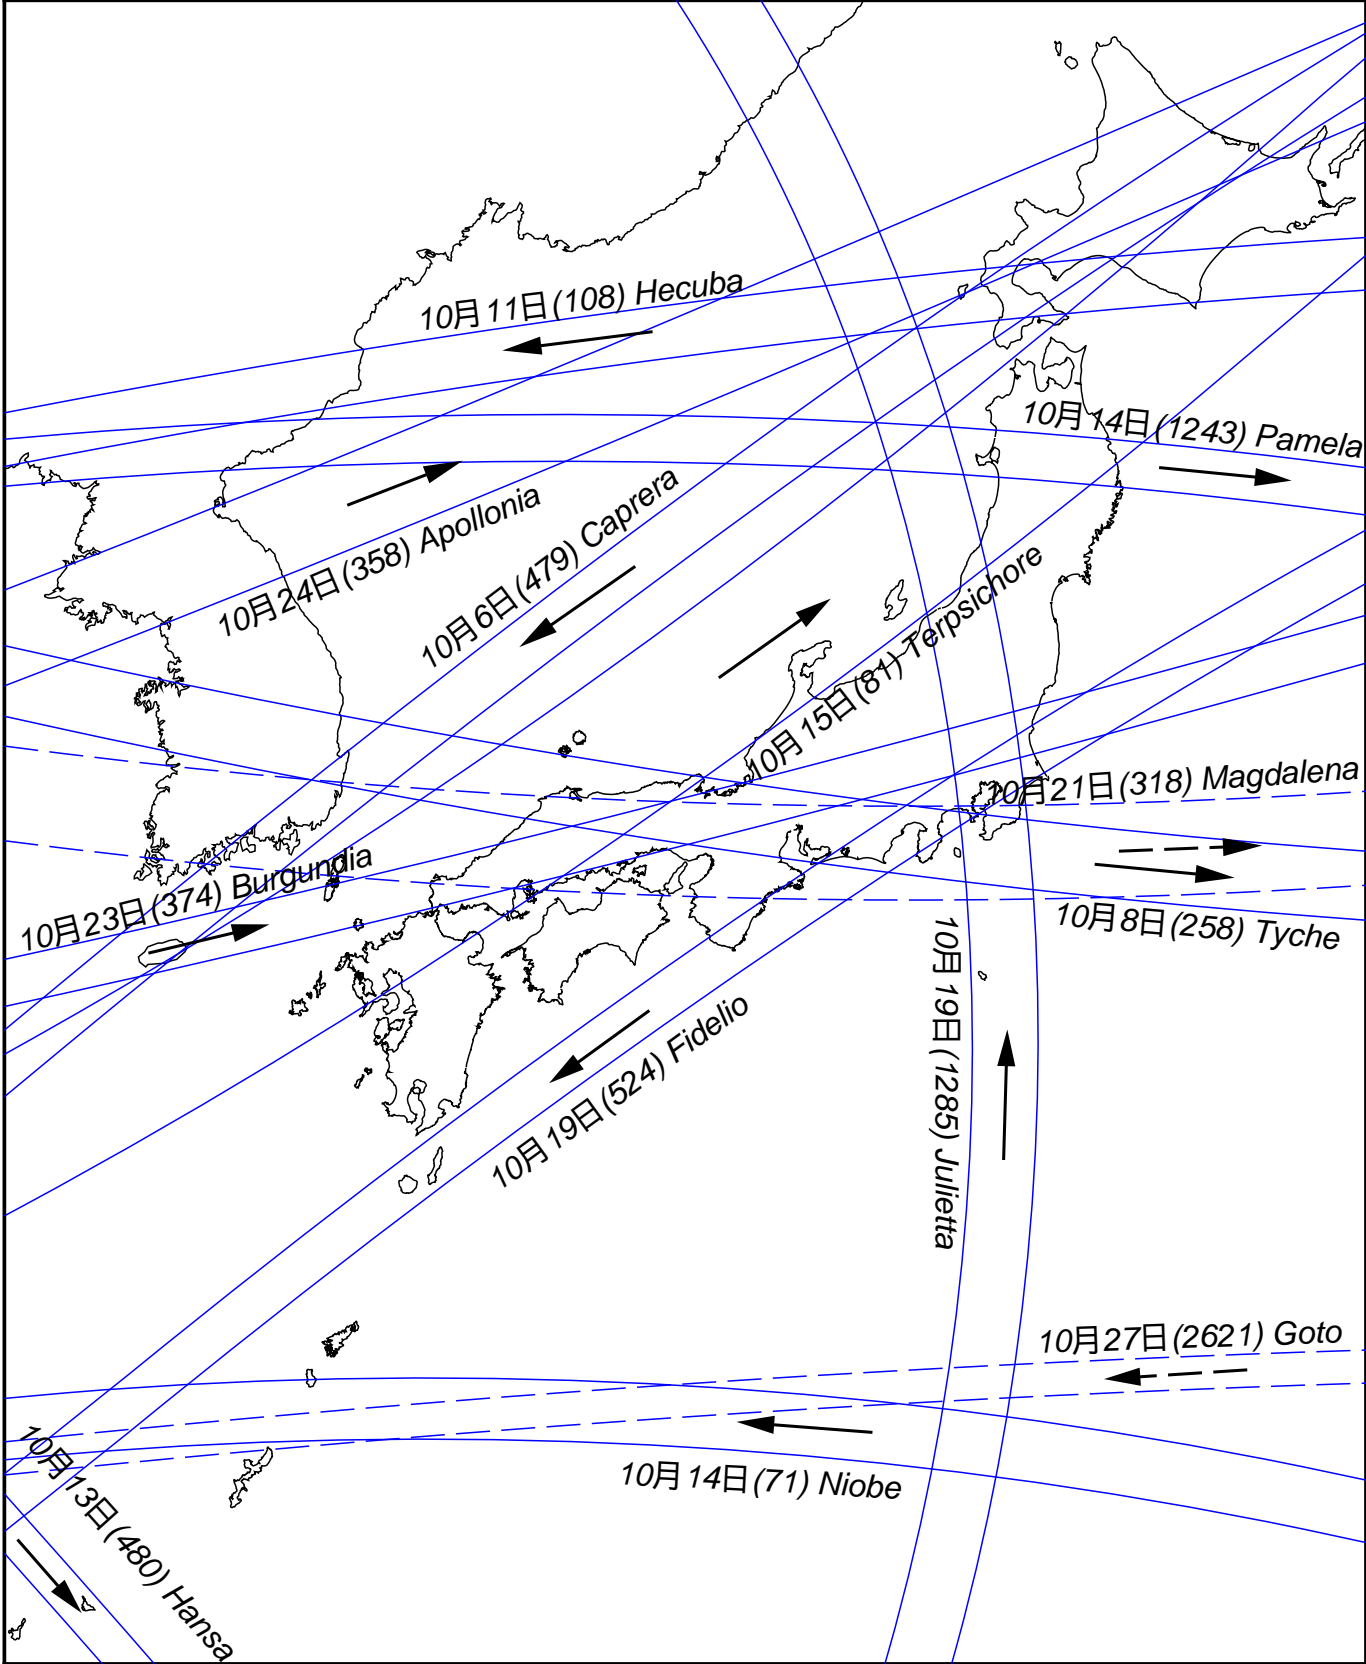 10月11日(108) Hecuba
10月14日(1243) Pamela
10月24日(358) Apollonia
10月6日(479) Caprera
10月15日(81) Terpsichore
10月21日(318) Magdalena
10月23日(374) Burgundia
10月8日(258) Tyche
10月19日(524) Fidelio
10月19日(1285) Julietta
10月27日(2621) Goto
10月14日(71) Niobe
10月13日(480) Hansa